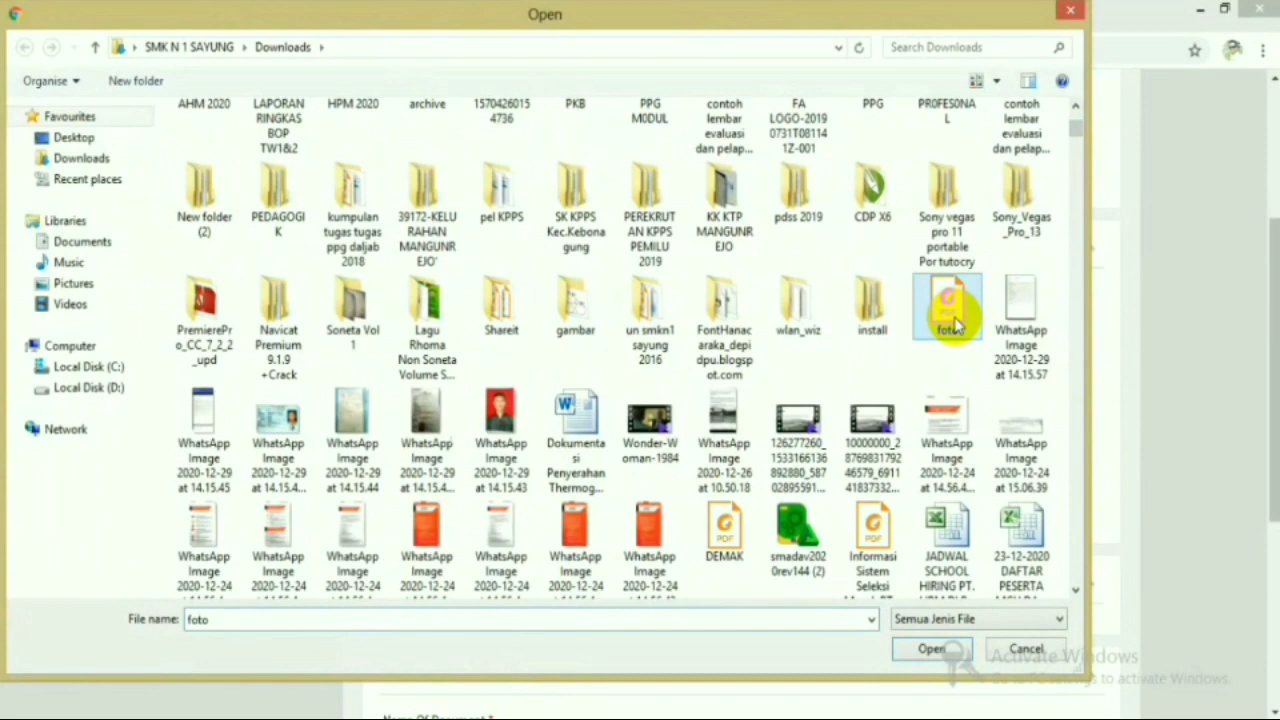 Open
SMK N 1 SAYUNG
Downloads
Search Downloads
Organise
New folder
Favourites
Desktop
Downloads
Recent places
Libraries
Documents
Music
Pictures
Videos
Computer
Local Disk (C:)
Local Disk (D:)
Network
AHM 2020
LAPORAN
RINGKAS
BOP
TW1&2
HPM 2020
archive
1570426015
4736
PKB
PPG
M0DUL
contoh
lembar
evaluasi
dan pelap...
FA
LOGO-2019
0731T08114
1Z-001
PPG
PR0FES0NA
L
contoh
lembar
evaluasi
dan pelap...
New folder
(2)
PEDAGOGI
K
kumpulan
tugas tugas
ppg daljab
2018
39172-KELU
RAHAN
MANGUNR
EJO'
pel KPPS
SK KPPS
Kec.Kebona
gung
PEREKRUT
AN KPPS
PEMILU
2019
KK KTP
MANGUNR
EJO
pdss 2019
CDP X6
Sony vegas
pro 11
portable
Por tutocry
Sony_Vegas
_Pro_13
PremierePr
o_CC_7_2_2
_upd
Navicat
Premium
9.1.9
+Crack
Soneta Vol
1
Lagu
Rhoma
Non Soneta
Volume S...
Shareit
gambar
un smkn1
sayung
2016
FontHanac
araka_depi
dpu.blogsp
ot.com
wlan_wiz
install
PDF
foto
WhatsApp
Image
2020-12-29
at 14.15.57
WhatsApp
Image
2020-12-29
at 14.15.45
WhatsApp
Image
2020-12-29
at 14.15.4...
WhatsApp
Image
2020-12-29
at 14.15.44
WhatsApp
Image
2020-12-29
at 14.15.4...
WhatsApp
Image
2020-12-29
at 14.15.43
Dokumenta
si
Penyerahan
Thermog...
Wonder-W
oman-1984
WhatsApp
Image
2020-12-26
at 10.50.18
126277260_
1533166136
892880_587
02895591...
10000000_2
8769831792
46579_6911
41837332...
WhatsApp
Image
2020-12-24
at 14.56.4...
WhatsApp
Image
2020-12-24
at 15.06.39
WhatsApp
Image
2020-12-24
WhatsApp
Image
2020-12-24
WhatsApp
Image
2020-12-24
WhatsApp
Image
2020-12-24
WhatsApp
Image
2020-12-24
WhatsApp
Image
2020-12-24
WhatsApp
Image
2020-12-24
PDF
DEMAK
smadav202
0rev144 (2)
PDF
Informasi
Sistem
Seleksi
JADWAL
SCHOOL
HIRING PT.
23-12-2020
DAFTAR
PESERTA
File name:
foto
Semua Jenis File
Open
Cancel
Activate Windows
Go to PC settings to activate Windows.
Name Of Document *